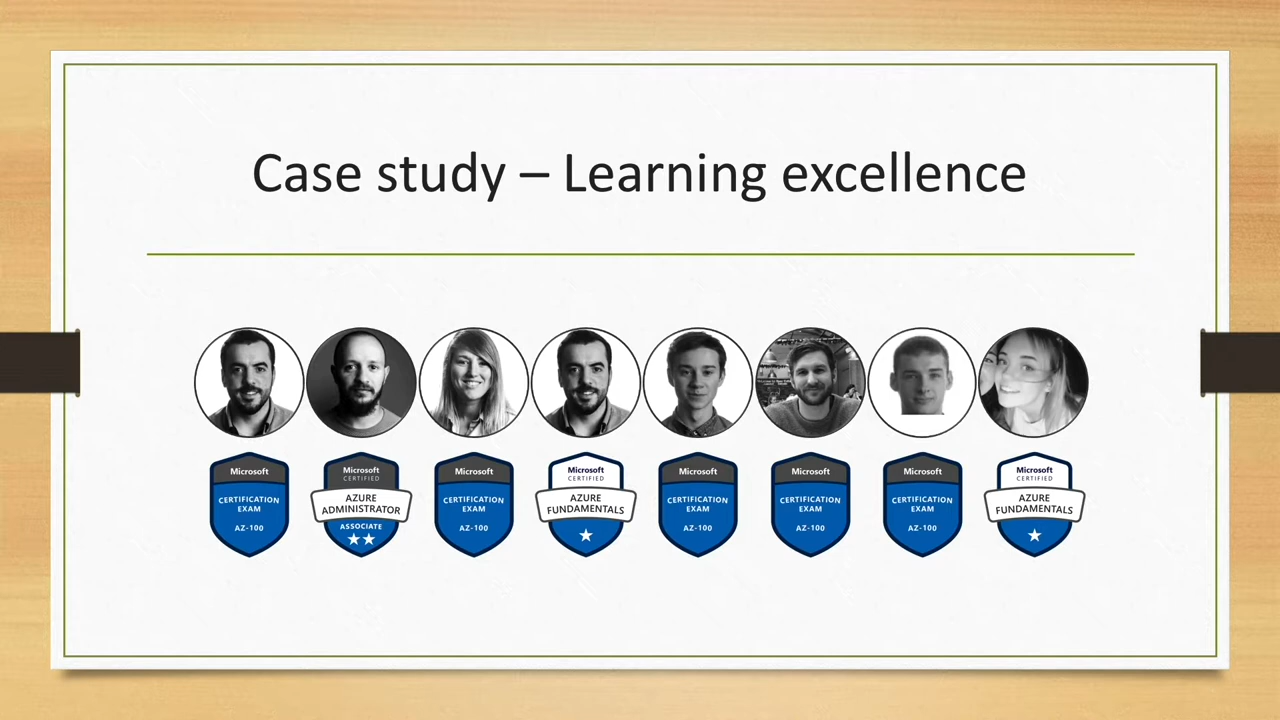 Case study – Learning excellence
Microsoft
CERTIFICATION
EXAM
AZ-100
Microsoft
CERTIFIED
AZURE
ADMINISTRATOR
ASSOCIATE
Microsoft
CERTIFICATION
EXAM
AZ-100
Microsoft
CERTIFIED
AZURE
FUNDAMENTALS
Microsoft
CERTIFICATION
EXAM
AZ-100
Microsoft
CERTIFICATION
EXAM
AZ-100
Microsoft
CERTIFICATION
EXAM
AZ-100
Microsoft
CERTIFIED
AZURE
FUNDAMENTALS